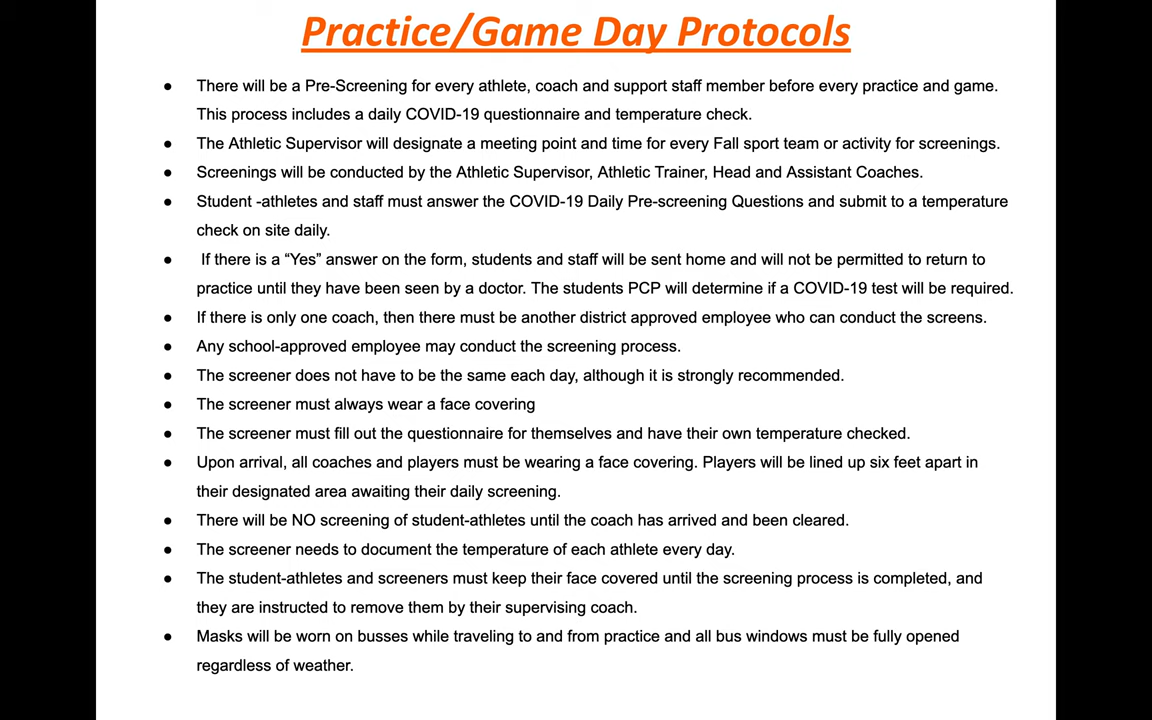 Practice/Game Day Protocols
● There will be a Pre-Screening for every athlete, coach and support staff member before every practice and game.
This process includes a daily COVID-19 questionnaire and temperature check.
● The Athletic Supervisor will designate a meeting point and time for every Fall sport team or activity for screenings.
● Screenings will be conducted by the Athletic Supervisor, Athletic Trainer, Head and Assistant Coaches.
● Student -athletes and staff must answer the COVID-19 Daily Pre-screening Questions and submit to a temperature
check on site daily.
● If there is a “Yes” answer on the form, students and staff will be sent home and will not be permitted to return to
practice until they have been seen by a doctor. The students PCP will determine if a COVID-19 test will be required.
● If there is only one coach, then there must be another district approved employee who can conduct the screens.
● Any school-approved employee may conduct the screening process.
● The screener does not have to be the same each day, although it is strongly recommended.
● The screener must always wear a face covering
● The screener must fill out the questionnaire for themselves and have their own temperature checked.
● Upon arrival, all coaches and players must be wearing a face covering. Players will be lined up six feet apart in
their designated area awaiting their daily screening.
● There will be NO screening of student-athletes until the coach has arrived and been cleared.
● The screener needs to document the temperature of each athlete every day.
● The student-athletes and screeners must keep their face covered until the screening process is completed, and
they are instructed to remove them by their supervising coach.
● Masks will be worn on busses while traveling to and from practice and all bus windows must be fully opened
regardless of weather.